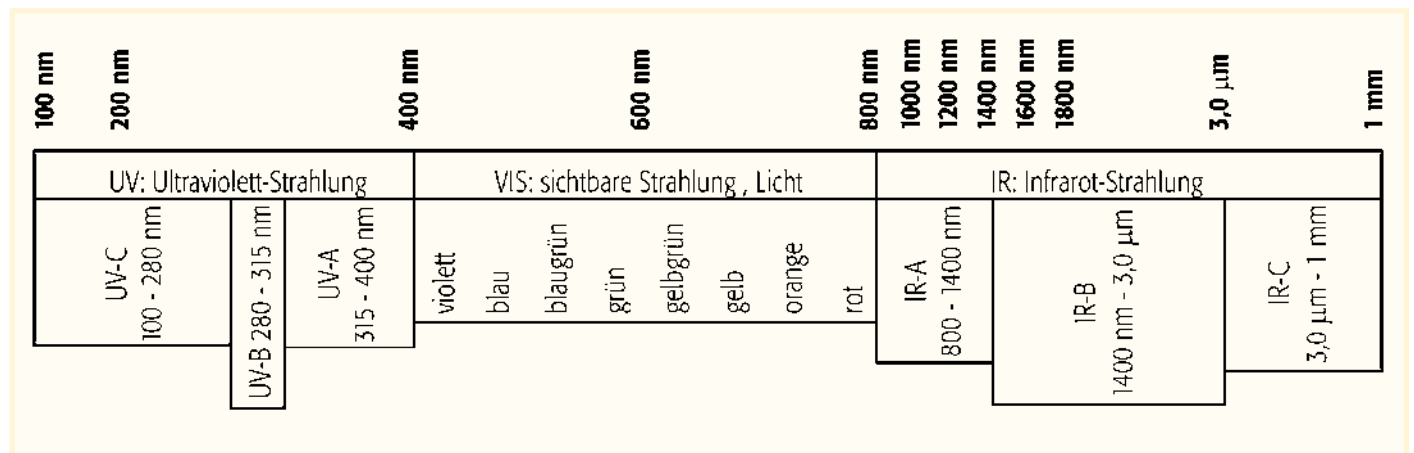 100 nm
200 nm
400 nm
600 nm
800 nm
1000 nm
1200 nm
1400 nm
1600 nm
1800 nm
3,0 µm
1 mm
UV: Ultraviolett-Strahlung
VIS: sichtbare Strahlung , Licht
IR: Infrarot-Strahlung
UV-C
100 - 280 nm
UV-B 280 - 315 nm
UV-A
315 - 400 nm
violett
blau
blaugrün
grün
gelbgrün
gelb
orange
rot
IR-A
800 - 1400 nm
IR-B
1400 nm - 3,0 µm
IR-C
3,0 µm - 1 mm